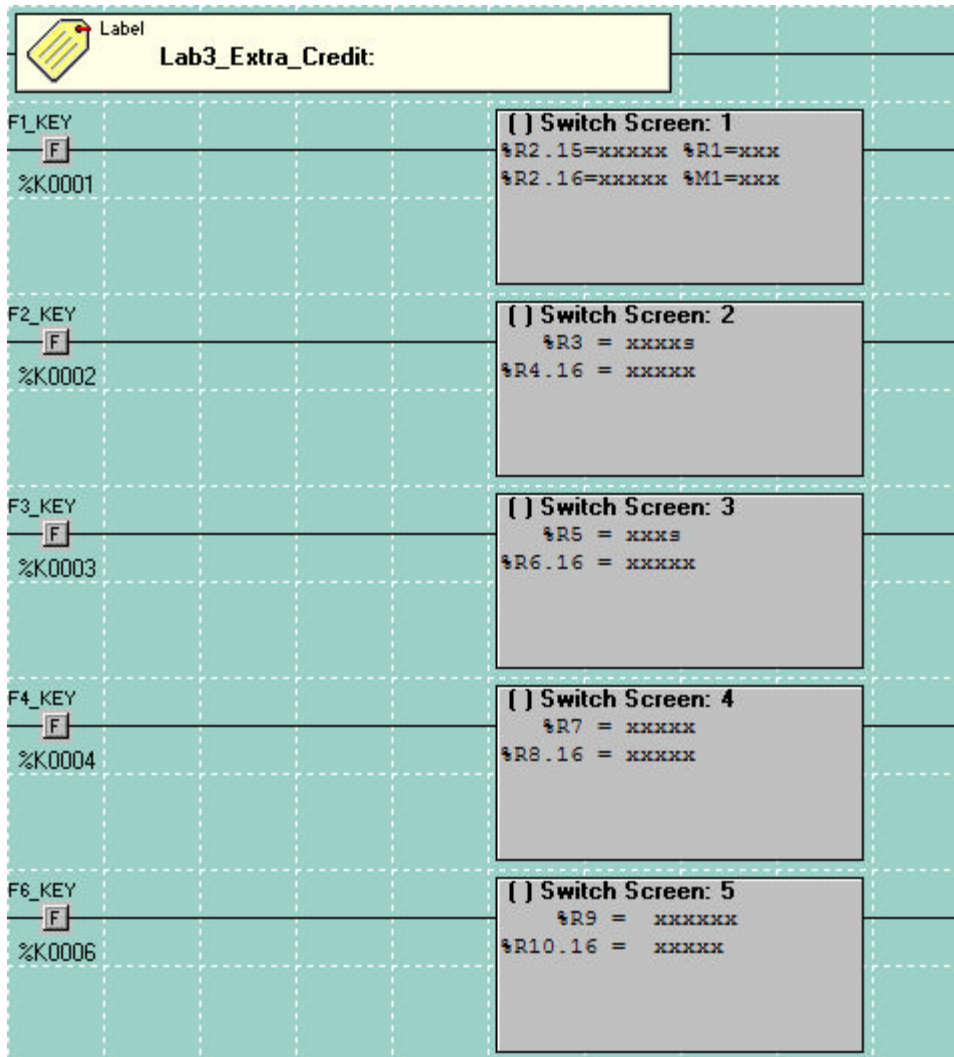 Label
Lab3_Extra_Credit:
F1_KEY
F
%K0001
( ) Switch Screen: 1
%R2.15=xxxxx %R1=xxx
%R2.16=xxxxx %M1=xxx
F2_KEY
F
%K0002
( ) Switch Screen: 2
%R3 = xxxxs
%R4.16 = xxxxx
F3_KEY
F
%K0003
( ) Switch Screen: 3
%R5 = xxxs
%R6.16 = xxxxx
F4_KEY
F
%K0004
( ) Switch Screen: 4
%R7 = xxxxx
%R8.16 = xxxxx
F6_KEY
F
%K0006
( ) Switch Screen: 5
%R9 =  xxxxxx
%R10.16 =  xxxxx